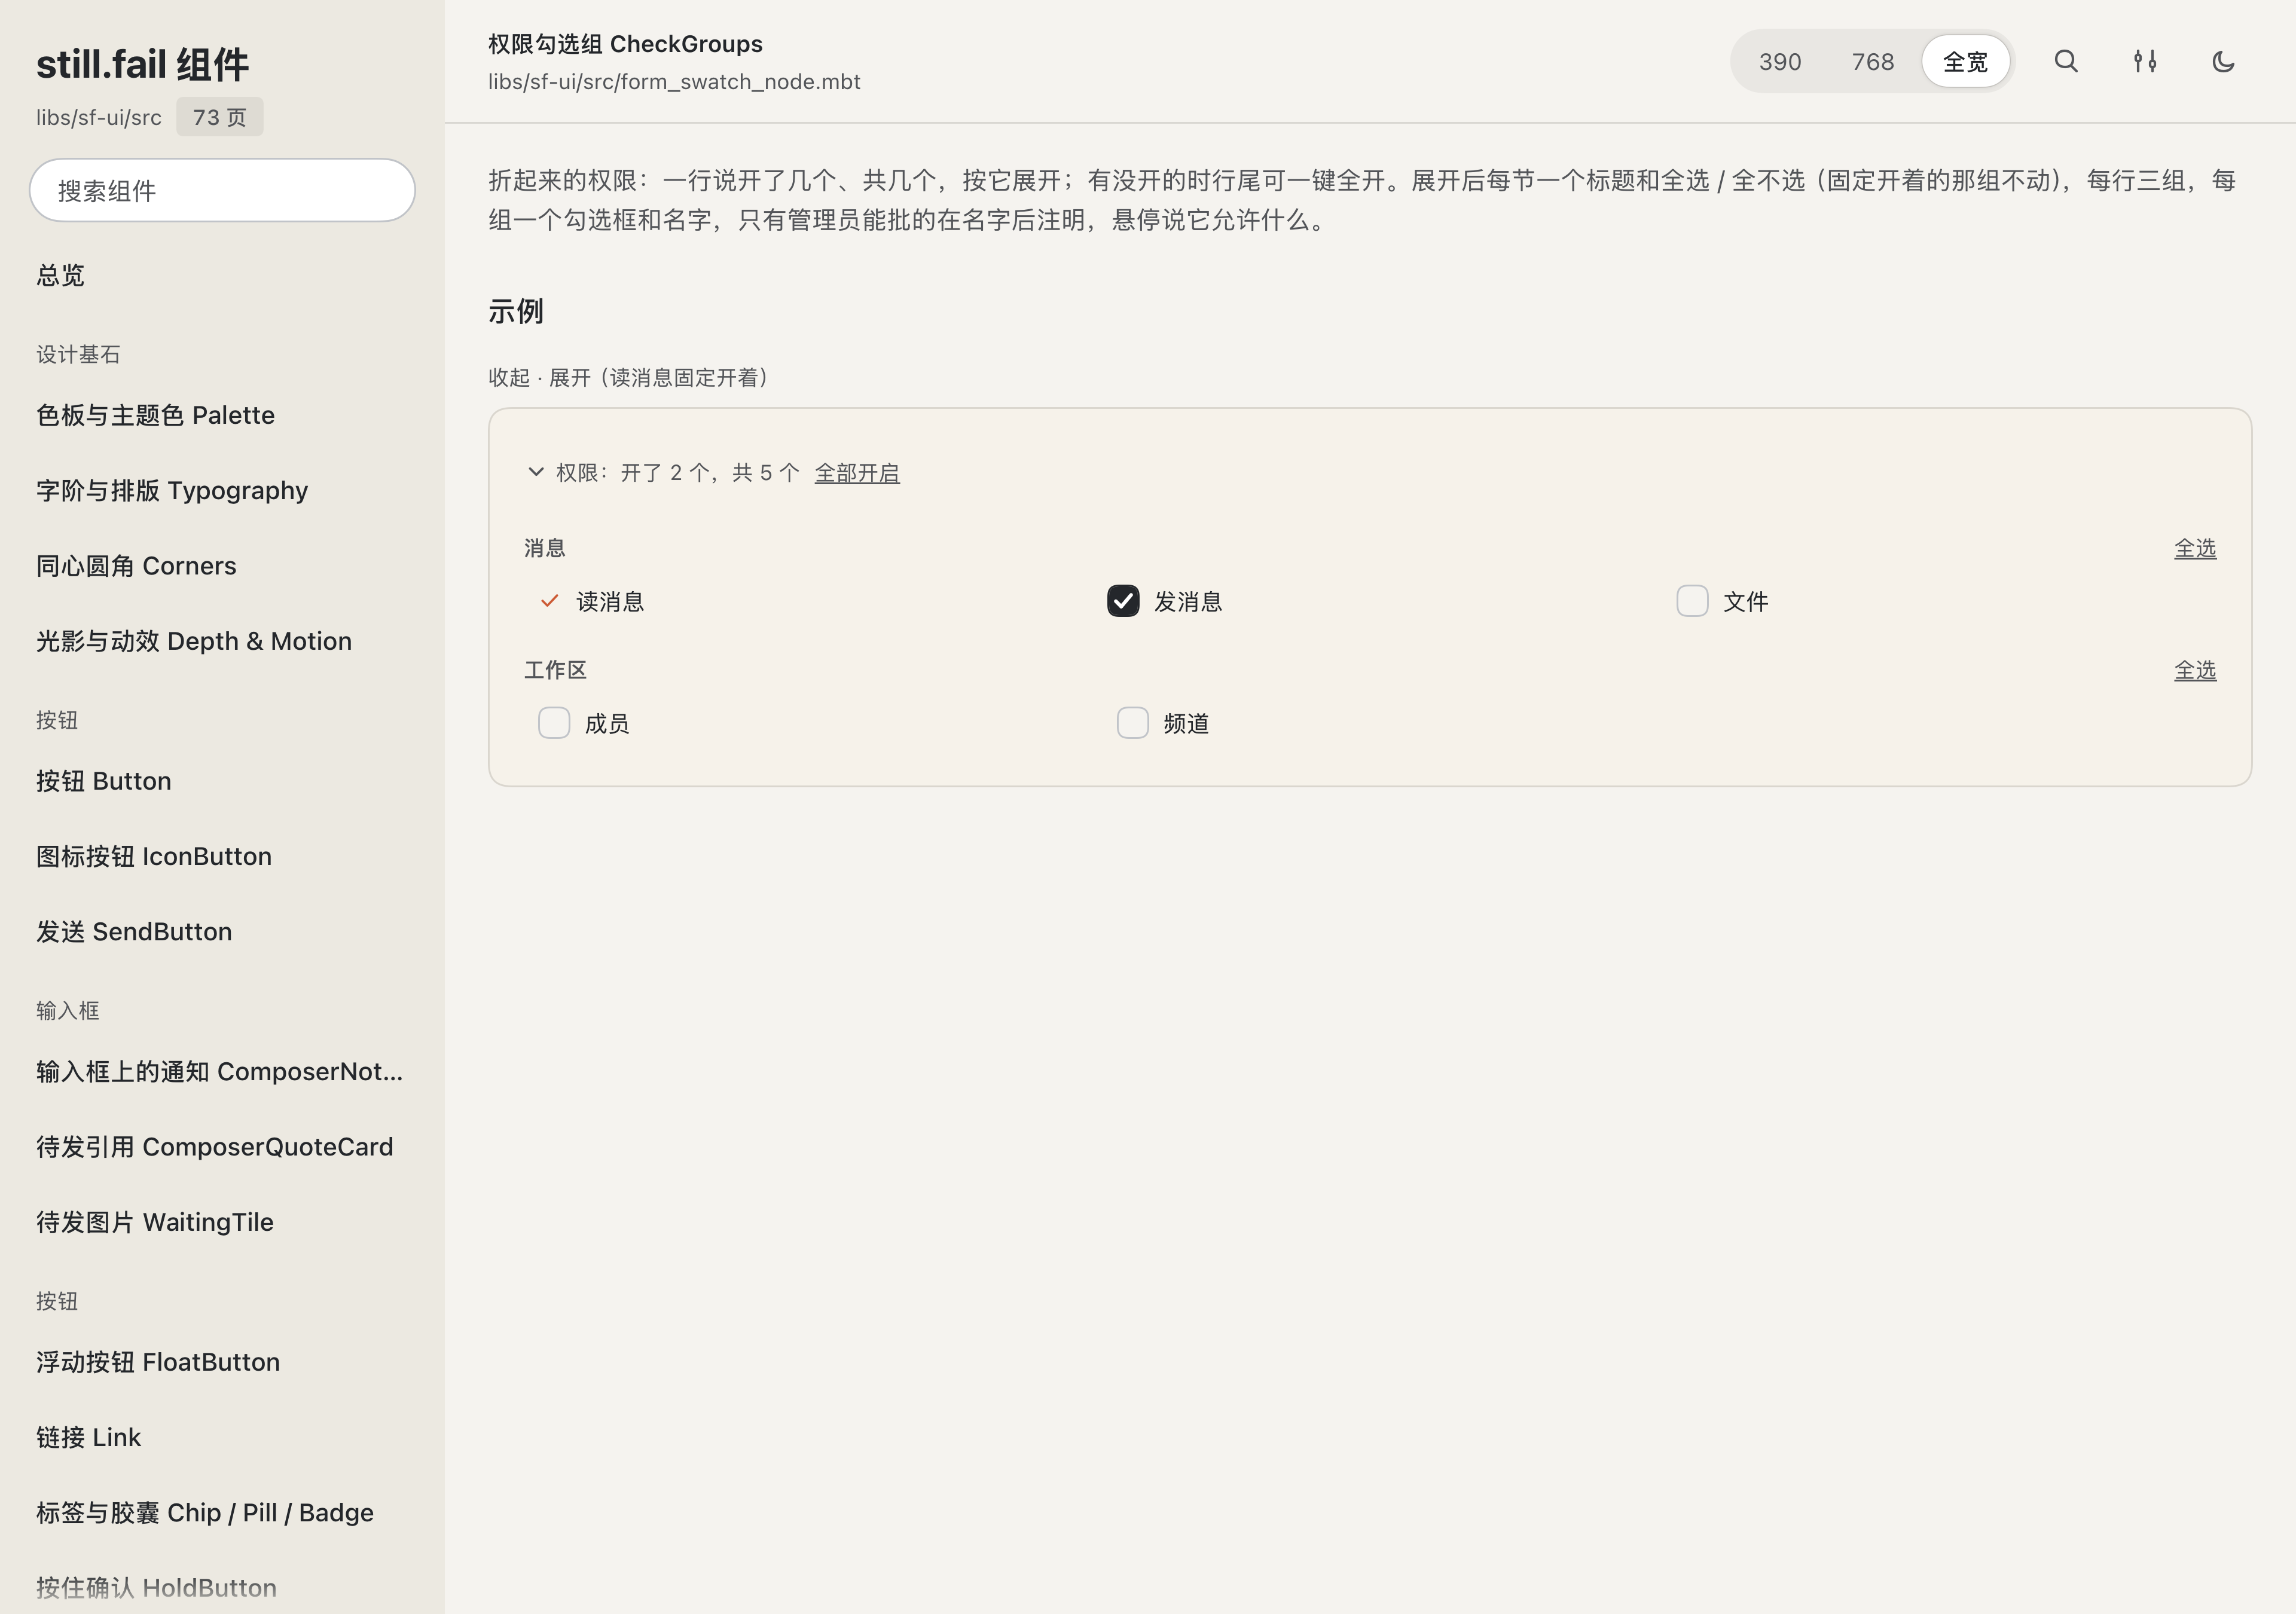 still.fail 组件
libs/sf-ui/src 73 页
搜索组件
总览
设计基石
色板与主题色 Palette
字阶与排版 Typography
同心圆角 Corners
光影与动效 Depth & Motion
按钮
按钮 Button
图标按钮 IconButton
发送 SendButton
输入框
输入框上的通知 ComposerNot...
待发引用 ComposerQuoteCard
待发图片 WaitingTile
按钮
浮动按钮 FloatButton
链接 Link
标签与胶囊 Chip / Pill / Badge
按住确认 HoldButton
权限勾选组 CheckGroups
libs/sf-ui/src/form_swatch_node.mbt
390 768 全宽
折起来的权限：一行说开了几个、共几个，按它展开；有没开的时行尾可一键全开。展开后每节一个标题和全选 / 全不选（固定开着的那组不动），每行三组，每
组一个勾选框和名字，只有管理员能批的在名字后注明，悬停说它允许什么。
示例
收起 · 展开（读消息固定开着）
权限：开了 2 个，共 5 个 全部开启
消息 全选
读消息 发消息 文件
工作区 全选
成员 频道